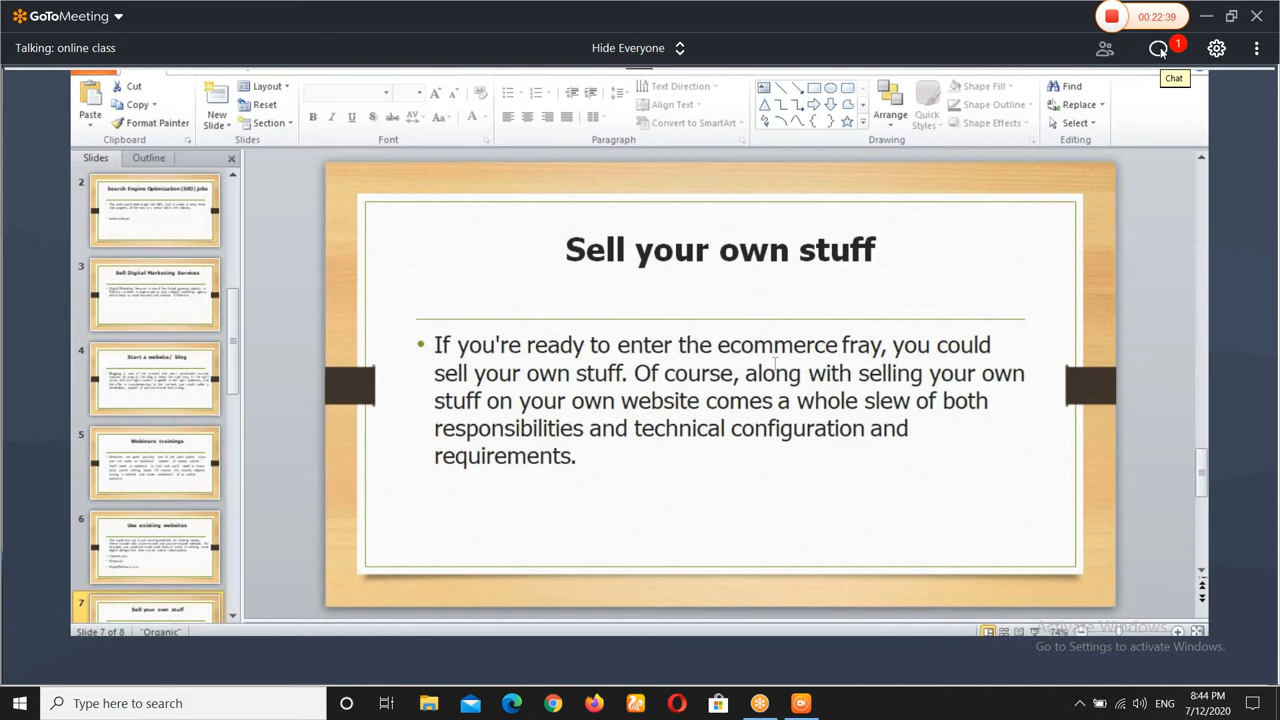 GoToMeeting
00:22:39
Talking: online class
Hide Everyone
1
Chat
Paste
Cut
Copy
Format Painter
Clipboard
New
Slide
Layout
Reset
Section
Slides
Font
Text Direction
Align Text
Convert to SmartArt
Paragraph
Arrange
Quick
Styles
Shape Fill
Shape Outline
Shape Effects
Drawing
Find
Replace
Select
Editing
Slides
Outline
2
Search Engine Optimization (SEO) jobs
3
Sell Digital Marketing Services
4
Start a website/ blog
5
Webinars trainings
6
Use existing websites
7
Sell your own stuff
Sell your own stuff
If you're ready to enter the ecommerce fray, you could
sell your own stuff. Of course, along with selling your own
stuff on your own website comes a whole slew of both
responsibilities and technical configuration and
requirements.
Slide 7 of 8
"Organic"
74%
Activate Windows
Go to Settings to activate Windows.
Type here to search
ENG
8:44 PM
7/12/2020